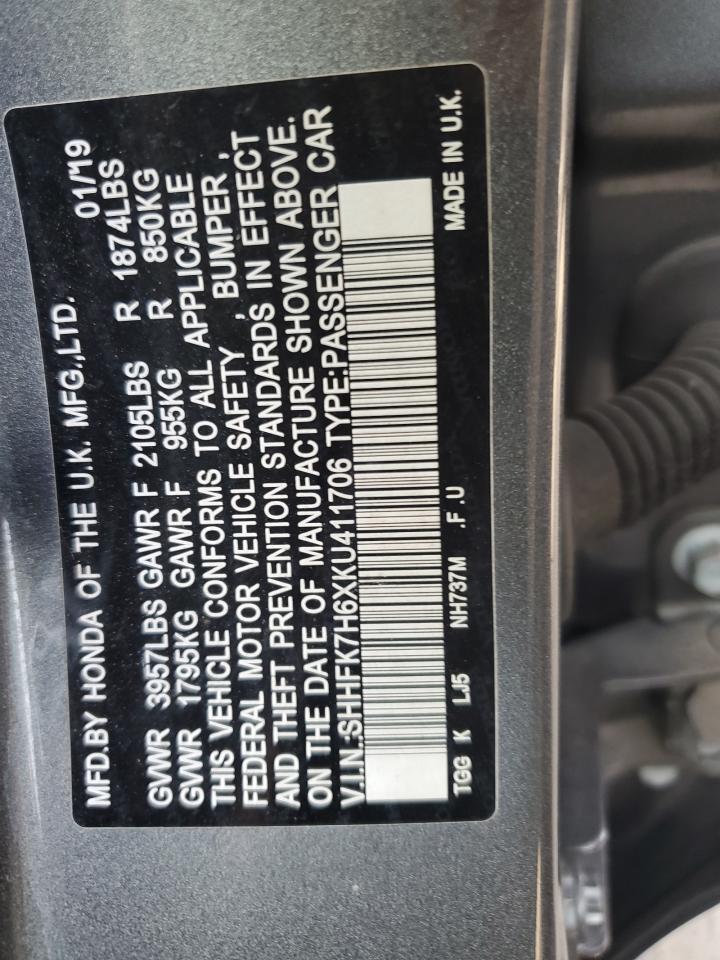 MFD.BY HONDA OF THE U.K. MFG.,LTD. 01/19
GVWR 3957LBS GAWR F 2105LBS R 1874LBS
GVWR 1795KG GAWR F 955KG R 850KG
THIS VEHICLE CONFORMS TO ALL APPLICABLE
FEDERAL MOTOR VEHICLE SAFETY , BUMPER ,
AND THEFT PREVENTION STANDARDS IN EFFECT
ON THE DATE OF MANUFACTURE SHOWN ABOVE.
V.I.N.:SHHFK7H6XKU411706 TYPE:PASSENGER CAR
TGG K LJ5 NH737M .F .U MADE IN U.K.